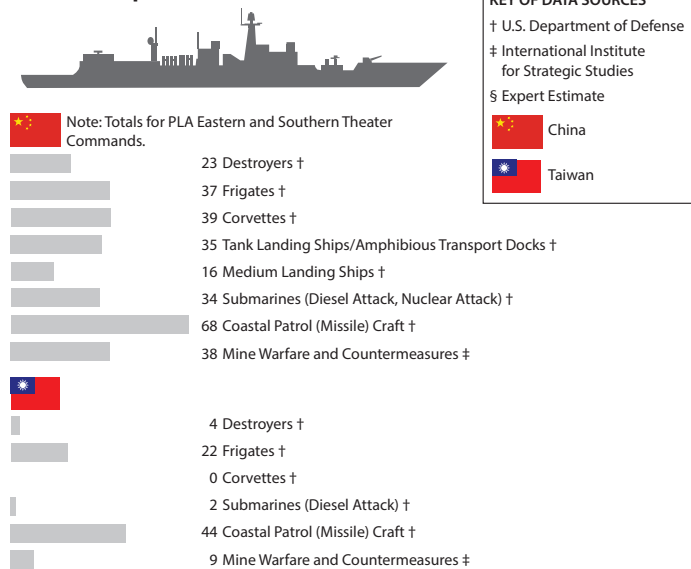 KEY OF DATA SOURCES
† U.S. Department of Defense
‡ International Institute
for Strategic Studies
§ Expert Estimate
China
Taiwan
Note: Totals for PLA Eastern and Southern Theater
Commands.
23 Destroyers †
37 Frigates †
39 Corvettes †
35 Tank Landing Ships/Amphibious Transport Docks †
16 Medium Landing Ships †
34 Submarines (Diesel Attack, Nuclear Attack) †
68 Coastal Patrol (Missile) Craft †
38 Mine Warfare and Countermeasures ‡
4 Destroyers †
22 Frigates †
0 Corvettes †
2 Submarines (Diesel Attack) †
44 Coastal Patrol (Missile) Craft †
9 Mine Warfare and Countermeasures ‡